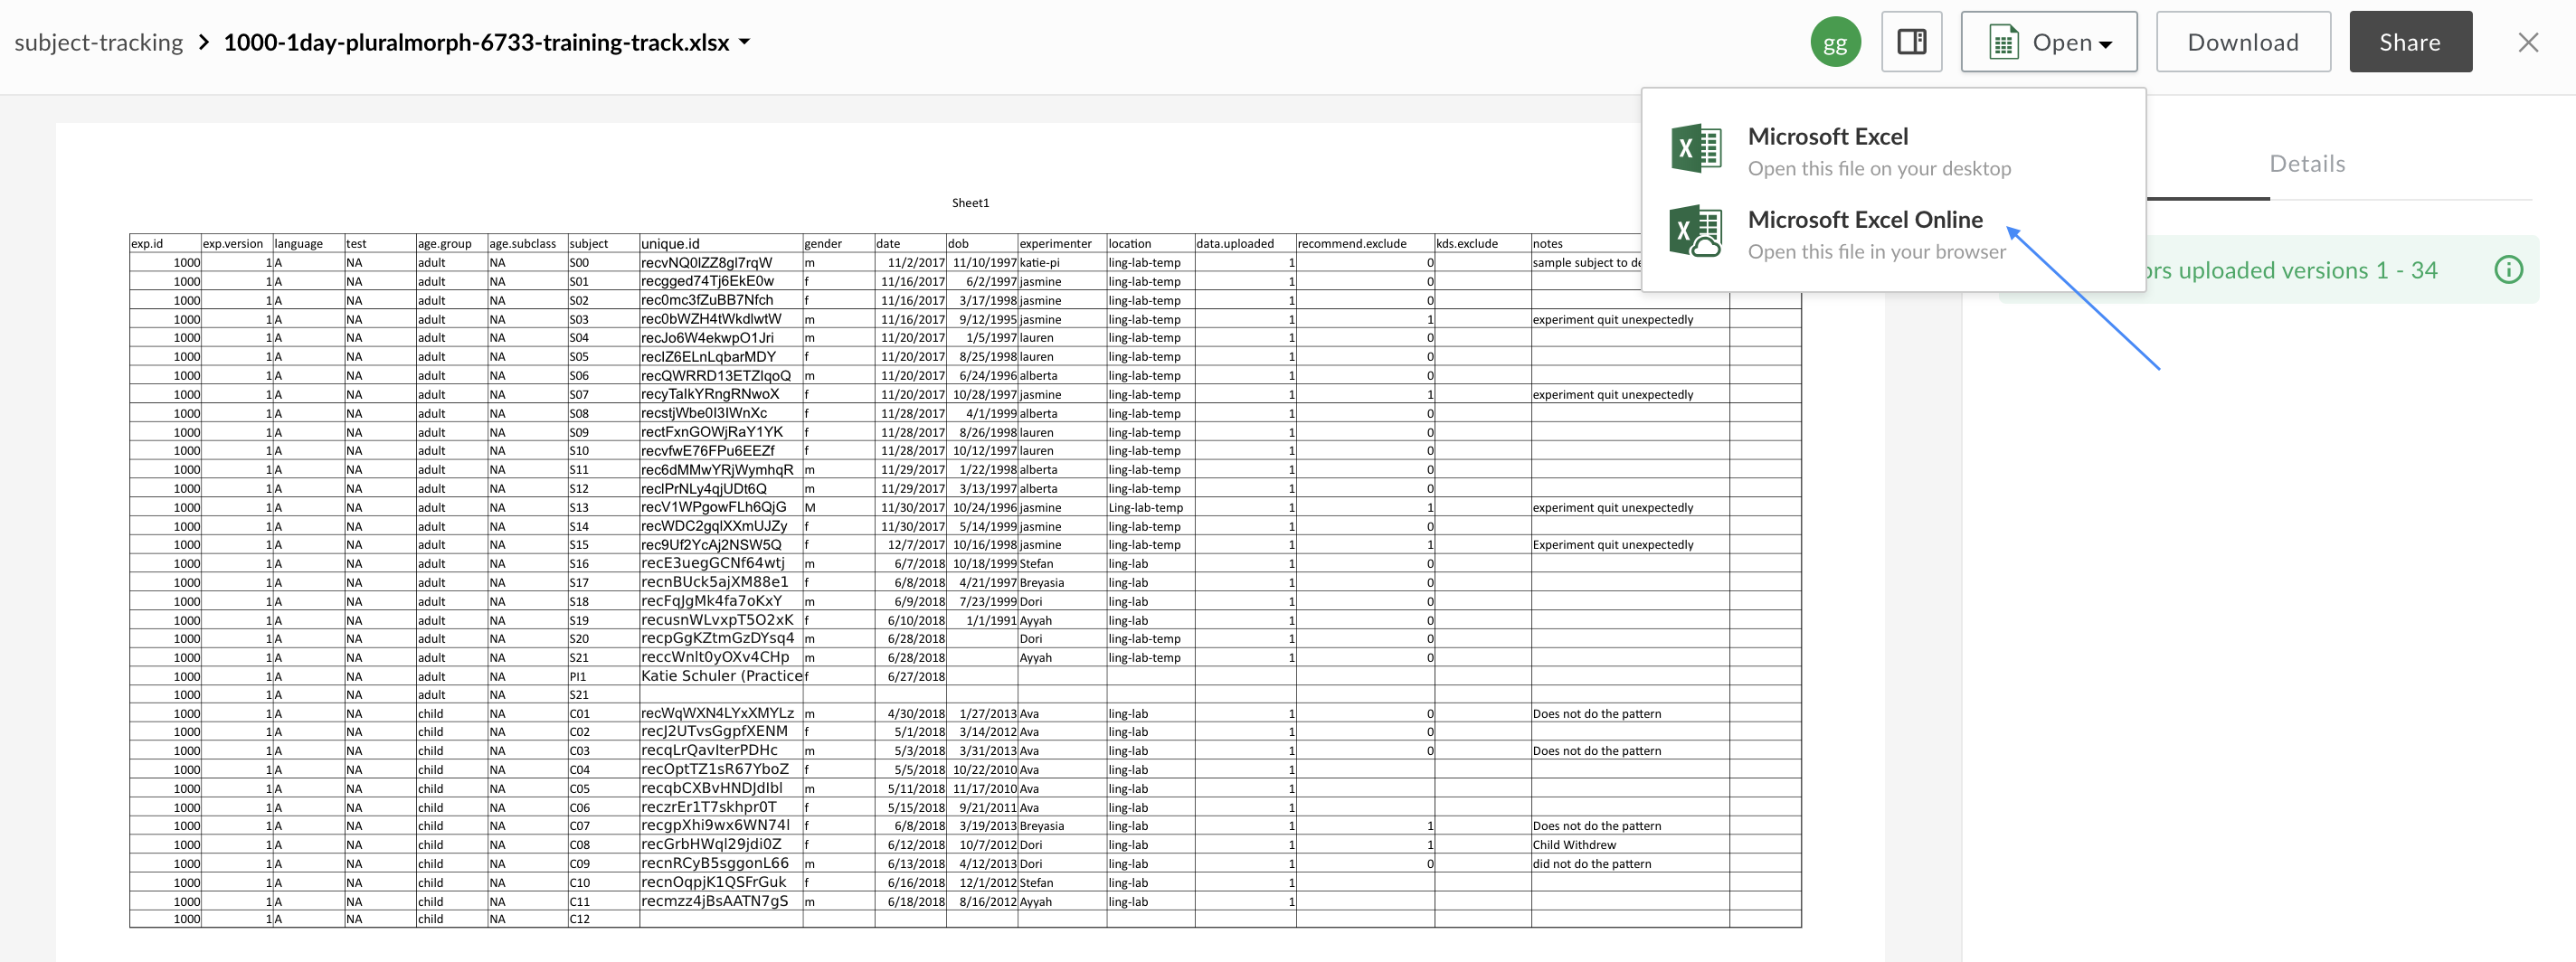 subject-tracking > 1000-1day-pluralmorph-6733-training-track.xlsx
gg Open Download Share
Microsoft Excel
Open this file on your desktop
Microsoft Excel Online
Open this file in your browser
Details
uploaded versions 1 - 34
Sheet1
exp.id exp.version language test age.group age.subclass subject unique.id gender date dob experimenter location data.uploaded recommend.exclude kds.exclude notes
1000 1 A NA adult NA S00 recvNQ0lZZ8gl7rqW m 11/2/2017 11/10/1997 katie-pi ling-lab-temp 1 0 sample subject to de
1000 1 A NA adult NA S01 recgged74Tj6EkE0w f 11/16/2017 6/2/1997 jasmine ling-lab-temp 1 0
1000 1 A NA adult NA S02 rec0mc3fZuBB7Nfch f 11/16/2017 3/17/1998 jasmine ling-lab-temp 1 0
1000 1 A NA adult NA S03 rec0bWZH4tWkdlwtW m 11/16/2017 9/12/1995 jasmine ling-lab-temp 1 1 experiment quit unexpectedly
1000 1 A NA adult NA S04 recJo6W4ekwpO1Jri m 11/20/2017 1/5/1997 lauren ling-lab-temp 1 0
1000 1 A NA adult NA S05 reclZ6ELnLqbarMDY f 11/20/2017 8/25/1998 lauren ling-lab-temp 1 0
1000 1 A NA adult NA S06 recQWRRD13ETZlqoQ m 11/20/2017 6/24/1996 alberta ling-lab-temp 1 0
1000 1 A NA adult NA S07 recyTalkYRngRNwoX f 11/20/2017 10/28/1997 jasmine ling-lab-temp 1 1 experiment quit unexpectedly
1000 1 A NA adult NA S08 recstjWbe0I3IWnXc f 11/28/2017 4/1/1999 alberta ling-lab-temp 1 0
1000 1 A NA adult NA S09 rectFxnGOWjRaY1YK f 11/28/2017 8/26/1998 lauren ling-lab-temp 1 0
1000 1 A NA adult NA S10 recvfwE76FPu6EEZf f 11/28/2017 10/12/1997 lauren ling-lab-temp 1 0
1000 1 A NA adult NA S11 rec6dMMwYRjWymhqR m 11/29/2017 1/22/1998 alberta ling-lab-temp 1 0
1000 1 A NA adult NA S12 reclPrNLy4qjUDt6Q m 11/29/2017 3/13/1997 alberta ling-lab-temp 1 0
1000 1 A NA adult NA S13 recV1WPgowFLh6QjG M 11/30/2017 10/24/1996 jasmine Ling-lab-temp 1 1 experiment quit unexpectedly
1000 1 A NA adult NA S14 recWDC2gqlXXmUJZy f 11/30/2017 5/14/1999 jasmine ling-lab-temp 1 0
1000 1 A NA adult NA S15 rec9Uf2YcAj2NSW5Q f 12/7/2017 10/16/1998 jasmine ling-lab-temp 1 1 Experiment quit unexpectedly
1000 1 A NA adult NA S16 recE3uegGCNf64wtj m 6/7/2018 10/18/1999 Stefan ling-lab 1 0
1000 1 A NA adult NA S17 recnBUck5ajXM88e1 f 6/8/2018 4/21/1997 Breyasia ling-lab 1 0
1000 1 A NA adult NA S18 recFqJgMk4fa7oKxY m 6/9/2018 7/23/1999 Dori ling-lab 1 0
1000 1 A NA adult NA S19 recusnWLvxpT5O2xK f 6/10/2018 1/1/1991 Ayyah ling-lab 1 0
1000 1 A NA adult NA S20 recpGgKZtmGzDYsq4 m 6/28/2018 Dori ling-lab-temp 1 0
1000 1 A NA adult NA S21 reccWnlt0yOXv4CHp m 6/28/2018 Ayyah ling-lab-temp 1 0
1000 1 A NA adult NA PI1 Katie Schuler (Practice f 6/27/2018
1000 1 A NA adult NA S21
1000 1 A NA child NA C01 recWqWXN4LYxXMYLz m 4/30/2018 1/27/2013 Ava ling-lab 1 0 Does not do the pattern
1000 1 A NA child NA C02 recJ2UTvsGgpfXENM f 5/1/2018 3/14/2012 Ava ling-lab 1 0
1000 1 A NA child NA C03 recqLrQavIterPDHc m 5/3/2018 3/31/2013 Ava ling-lab 1 0 Does not do the pattern
1000 1 A NA child NA C04 recOptTZ1sR67YboZ f 5/5/2018 10/22/2010 Ava ling-lab 1
1000 1 A NA child NA C05 recqbCXBvHNDJdIbl m 5/11/2018 11/17/2010 Ava ling-lab 1
1000 1 A NA child NA C06 reczrEr1T7skhpr0T f 5/15/2018 9/21/2011 Ava ling-lab 1
1000 1 A NA child NA C07 recgpXhi9wx6WN74l f 6/8/2018 3/19/2013 Breyasia ling-lab 1 1 Does not do the pattern
1000 1 A NA child NA C08 recGrbHWql29jdi0Z f 6/12/2018 10/7/2012 Dori ling-lab 1 1 Child Withdrew
1000 1 A NA child NA C09 recnRCyB5sggonL66 m 6/13/2018 4/12/2013 Dori ling-lab 1 0 did not do the pattern
1000 1 A NA child NA C10 recnOqpjK1QSFrGuk f 6/16/2018 12/1/2012 Stefan ling-lab 1
1000 1 A NA child NA C11 recmzz4jBsAATN7gS m 6/18/2018 8/16/2012 Ayyah ling-lab 1
1000 1 A NA child NA C12